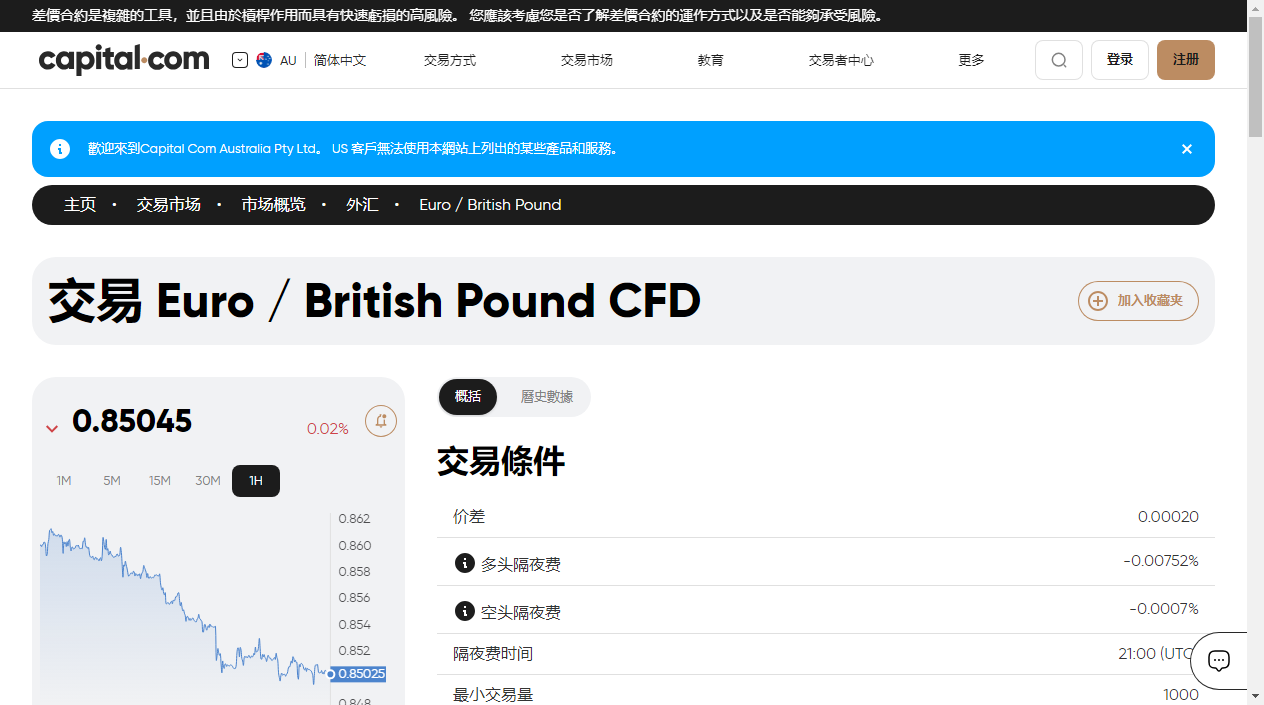 差價合約是複雜的工具，並且由於槓桿作用而具有快速虧損的高風險。 您應該考慮您是否了解差價合約的運作方式以及是否能夠承受風險。
capital.com AU 简体中文 交易方式 交易市场 教育 交易者中心 更多 登录 注册
歡迎來到Capital Com Australia Pty Ltd。 US 客戶無法使用本網站上列出的某些產品和服務。
主页 · 交易市场 · 市场概览 · 外汇 · Euro / British Pound
交易 Euro / British Pound CFD
加入收藏夹
0.85045 0.02%
1M 5M 15M 30M 1H
0.862
0.860
0.858
0.856
0.854
0.852
0.85025
0.848
概括 曆史數據
交易條件
价差 0.00020
多头隔夜费 -0.00752%
空头隔夜费 -0.0007%
隔夜费时间 21:00 (UTC
最小交易量 1000